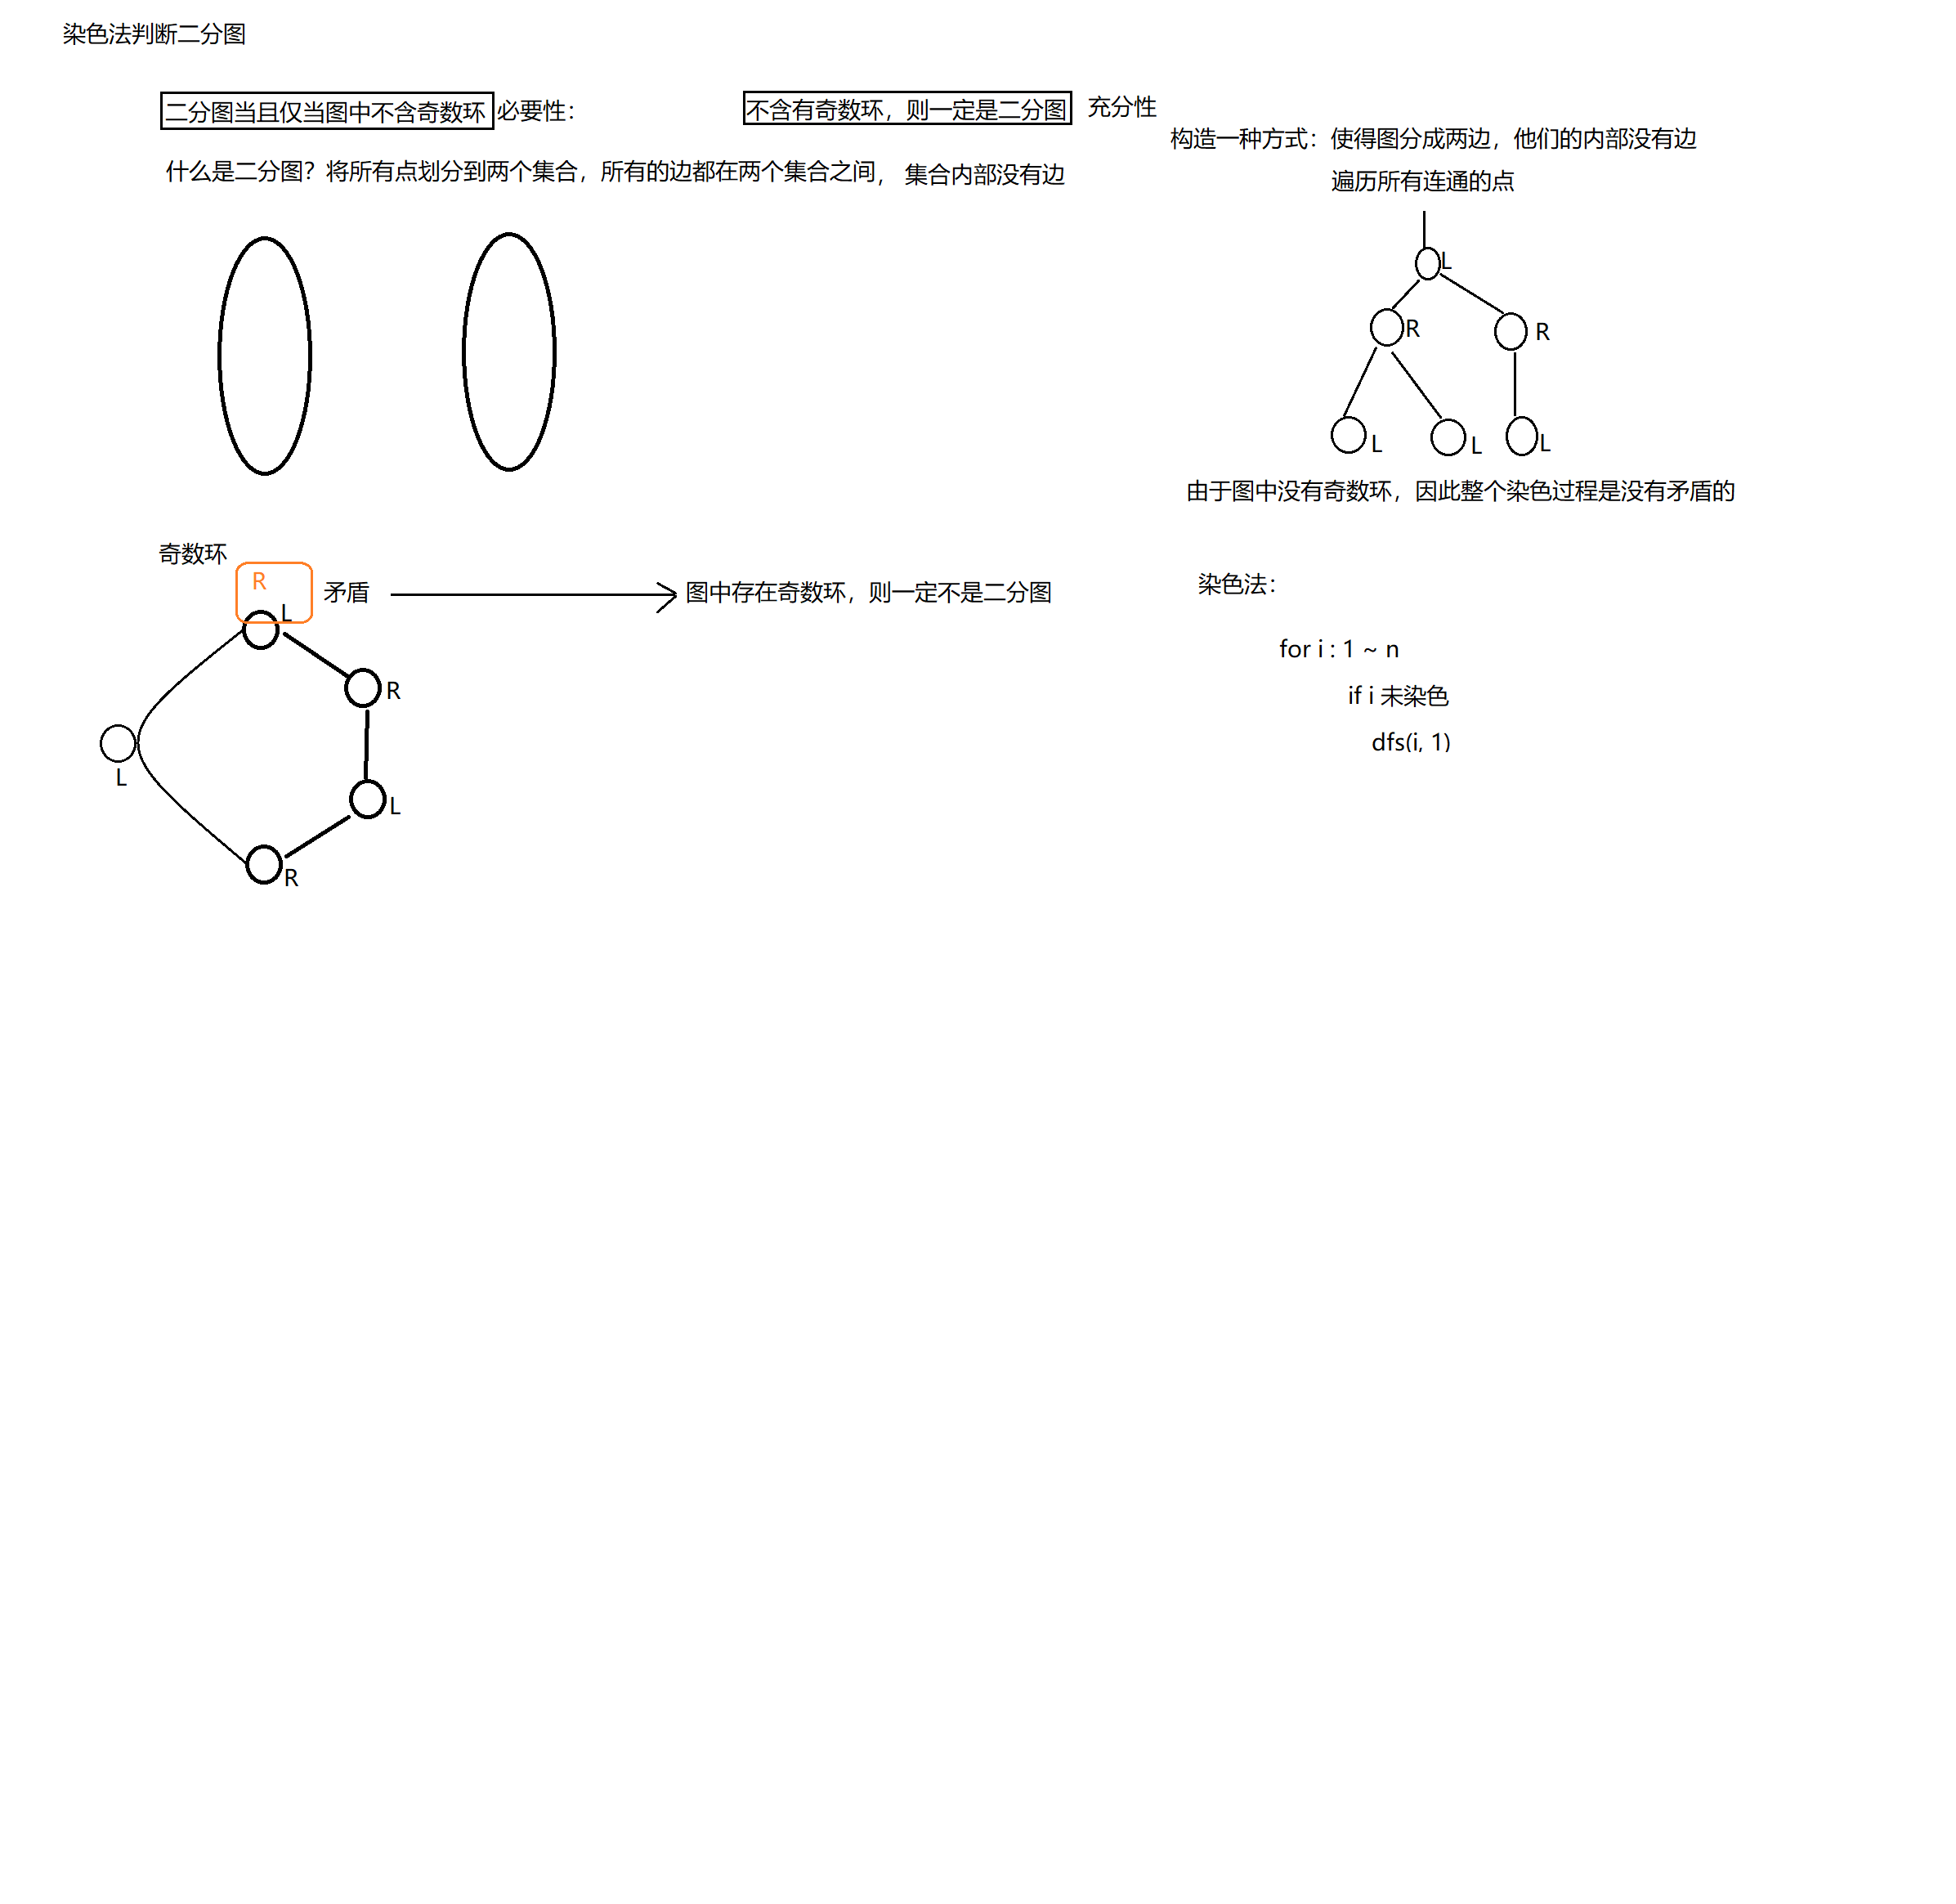 染色法判断二分图
二分图当且仅当图中不含奇数环 必要性：
不含有奇数环，则一定是二分图 充分性
什么是二分图？将所有点划分到两个集合，所有的边都在两个集合之间， 集合内部没有边
构造一种方式：使得图分成两边，他们的内部没有边
遍历所有连通的点
L
R
R
L
L
L
由于图中没有奇数环，因此整个染色过程是没有矛盾的
奇数环
R
L
矛盾
图中存在奇数环，则一定不是二分图
R
L
L
R
染色法：
for i : 1 ~ n
if i 未染色
dfs(i, 1)